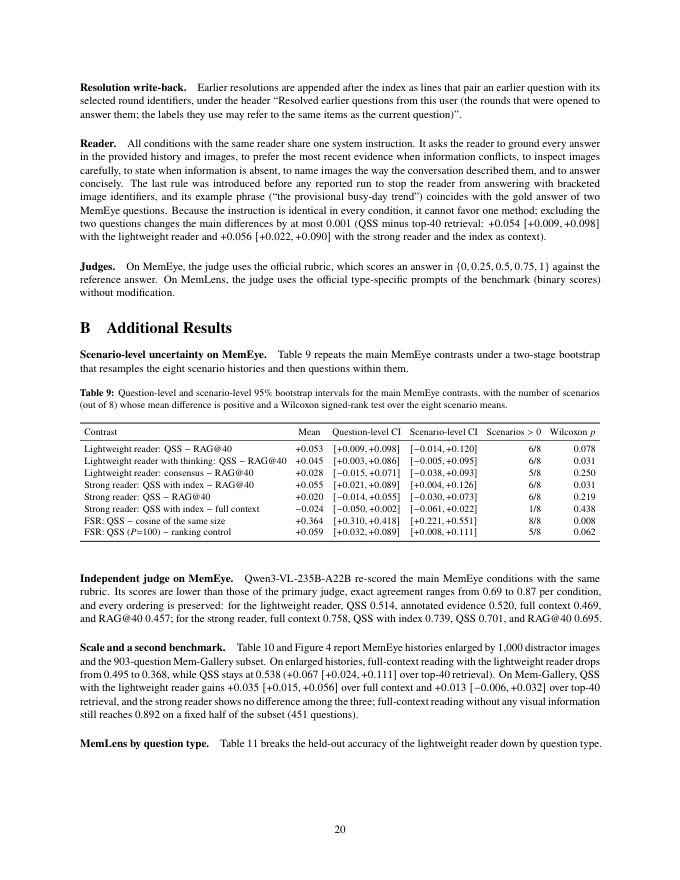 Resolution write-back. Earlier resolutions are appended after the index as lines that pair an earlier question with its
selected round identifiers, under the header “Resolved earlier questions from this user (the rounds that were opened to
answer them; the labels they use may refer to the same items as the current question)”.
Reader. All conditions with the same reader share one system instruction. It asks the reader to ground every answer
in the provided history and images, to prefer the most recent evidence when information conflicts, to inspect images
carefully, to state when information is absent, to name images the way the conversation described them, and to answer
concisely. The last rule was introduced before any reported run to stop the reader from answering with bracketed
image identifiers, and its example phrase (“the provisional busy-day trend”) coincides with the gold answer of two
MemEye questions. Because the instruction is identical in every condition, it cannot favor one method; excluding the
two questions changes the main differences by at most 0.001 (QSS minus top-40 retrieval: +0.054 [+0.009, +0.098]
with the lightweight reader and +0.056 [+0.022, +0.090] with the strong reader and the index as context).
Judges. On MemEye, the judge uses the official rubric, which scores an answer in {0, 0.25, 0.5, 0.75, 1} against the
reference answer. On MemLens, the judge uses the official type-specific prompts of the benchmark (binary scores)
without modification.
B Additional Results
Scenario-level uncertainty on MemEye. Table 9 repeats the main MemEye contrasts under a two-stage bootstrap
that resamples the eight scenario histories and then questions within them.
Table 9: Question-level and scenario-level 95% bootstrap intervals for the main MemEye contrasts, with the number of scenarios
(out of 8) whose mean difference is positive and a Wilcoxon signed-rank test over the eight scenario means.
Contrast Mean Question-level CI Scenario-level CI Scenarios > 0 Wilcoxon p
Lightweight reader: QSS − RAG@40 +0.053 [+0.009, +0.098] [−0.014, +0.120] 6/8 0.078
Lightweight reader with thinking: QSS − RAG@40 +0.045 [+0.003, +0.086] [−0.005, +0.095] 6/8 0.031
Lightweight reader: consensus − RAG@40 +0.028 [−0.015, +0.071] [−0.038, +0.093] 5/8 0.250
Strong reader: QSS with index − RAG@40 +0.055 [+0.021, +0.089] [+0.004, +0.126] 6/8 0.031
Strong reader: QSS − RAG@40 +0.020 [−0.014, +0.055] [−0.030, +0.073] 6/8 0.219
Strong reader: QSS with index − full context −0.024 [−0.050, +0.002] [−0.061, +0.022] 1/8 0.438
FSR: QSS − cosine of the same size +0.364 [+0.310, +0.418] [+0.221, +0.551] 8/8 0.008
FSR: QSS (P=100) − ranking control +0.059 [+0.032, +0.089] [+0.008, +0.111] 5/8 0.062
Independent judge on MemEye. Qwen3-VL-235B-A22B re-scored the main MemEye conditions with the same
rubric. Its scores are lower than those of the primary judge, exact agreement ranges from 0.69 to 0.87 per condition,
and every ordering is preserved: for the lightweight reader, QSS 0.514, annotated evidence 0.520, full context 0.469,
and RAG@40 0.457; for the strong reader, full context 0.758, QSS with index 0.739, QSS 0.701, and RAG@40 0.695.
Scale and a second benchmark. Table 10 and Figure 4 report MemEye histories enlarged by 1,000 distractor images
and the 903-question Mem-Gallery subset. On enlarged histories, full-context reading with the lightweight reader drops
from 0.495 to 0.368, while QSS stays at 0.538 (+0.067 [+0.024, +0.111] over top-40 retrieval). On Mem-Gallery, QSS
with the lightweight reader gains +0.035 [+0.015, +0.056] over full context and +0.013 [−0.006, +0.032] over top-40
retrieval, and the strong reader shows no difference among the three; full-context reading without any visual information
still reaches 0.892 on a fixed half of the subset (451 questions).
MemLens by question type. Table 11 breaks the held-out accuracy of the lightweight reader down by question type.
20